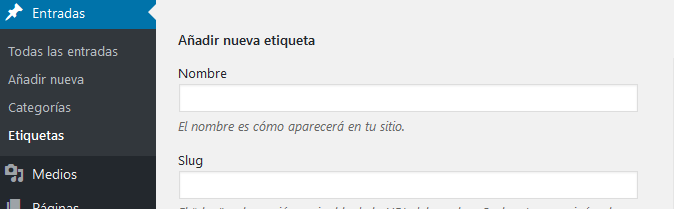 Entradas
Todas las entradas
Añadir nueva
Categorías
Etiquetas
Medios
Páginas
Añadir nueva etiqueta
Nombre
El nombre es cómo aparecerá en tu sitio.
Slug